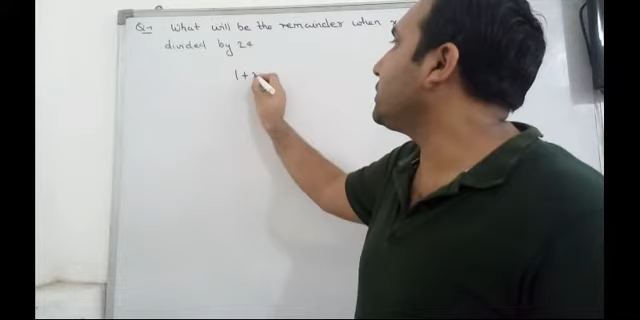 Q→ What will be the remainder when
divided by 24
1 +